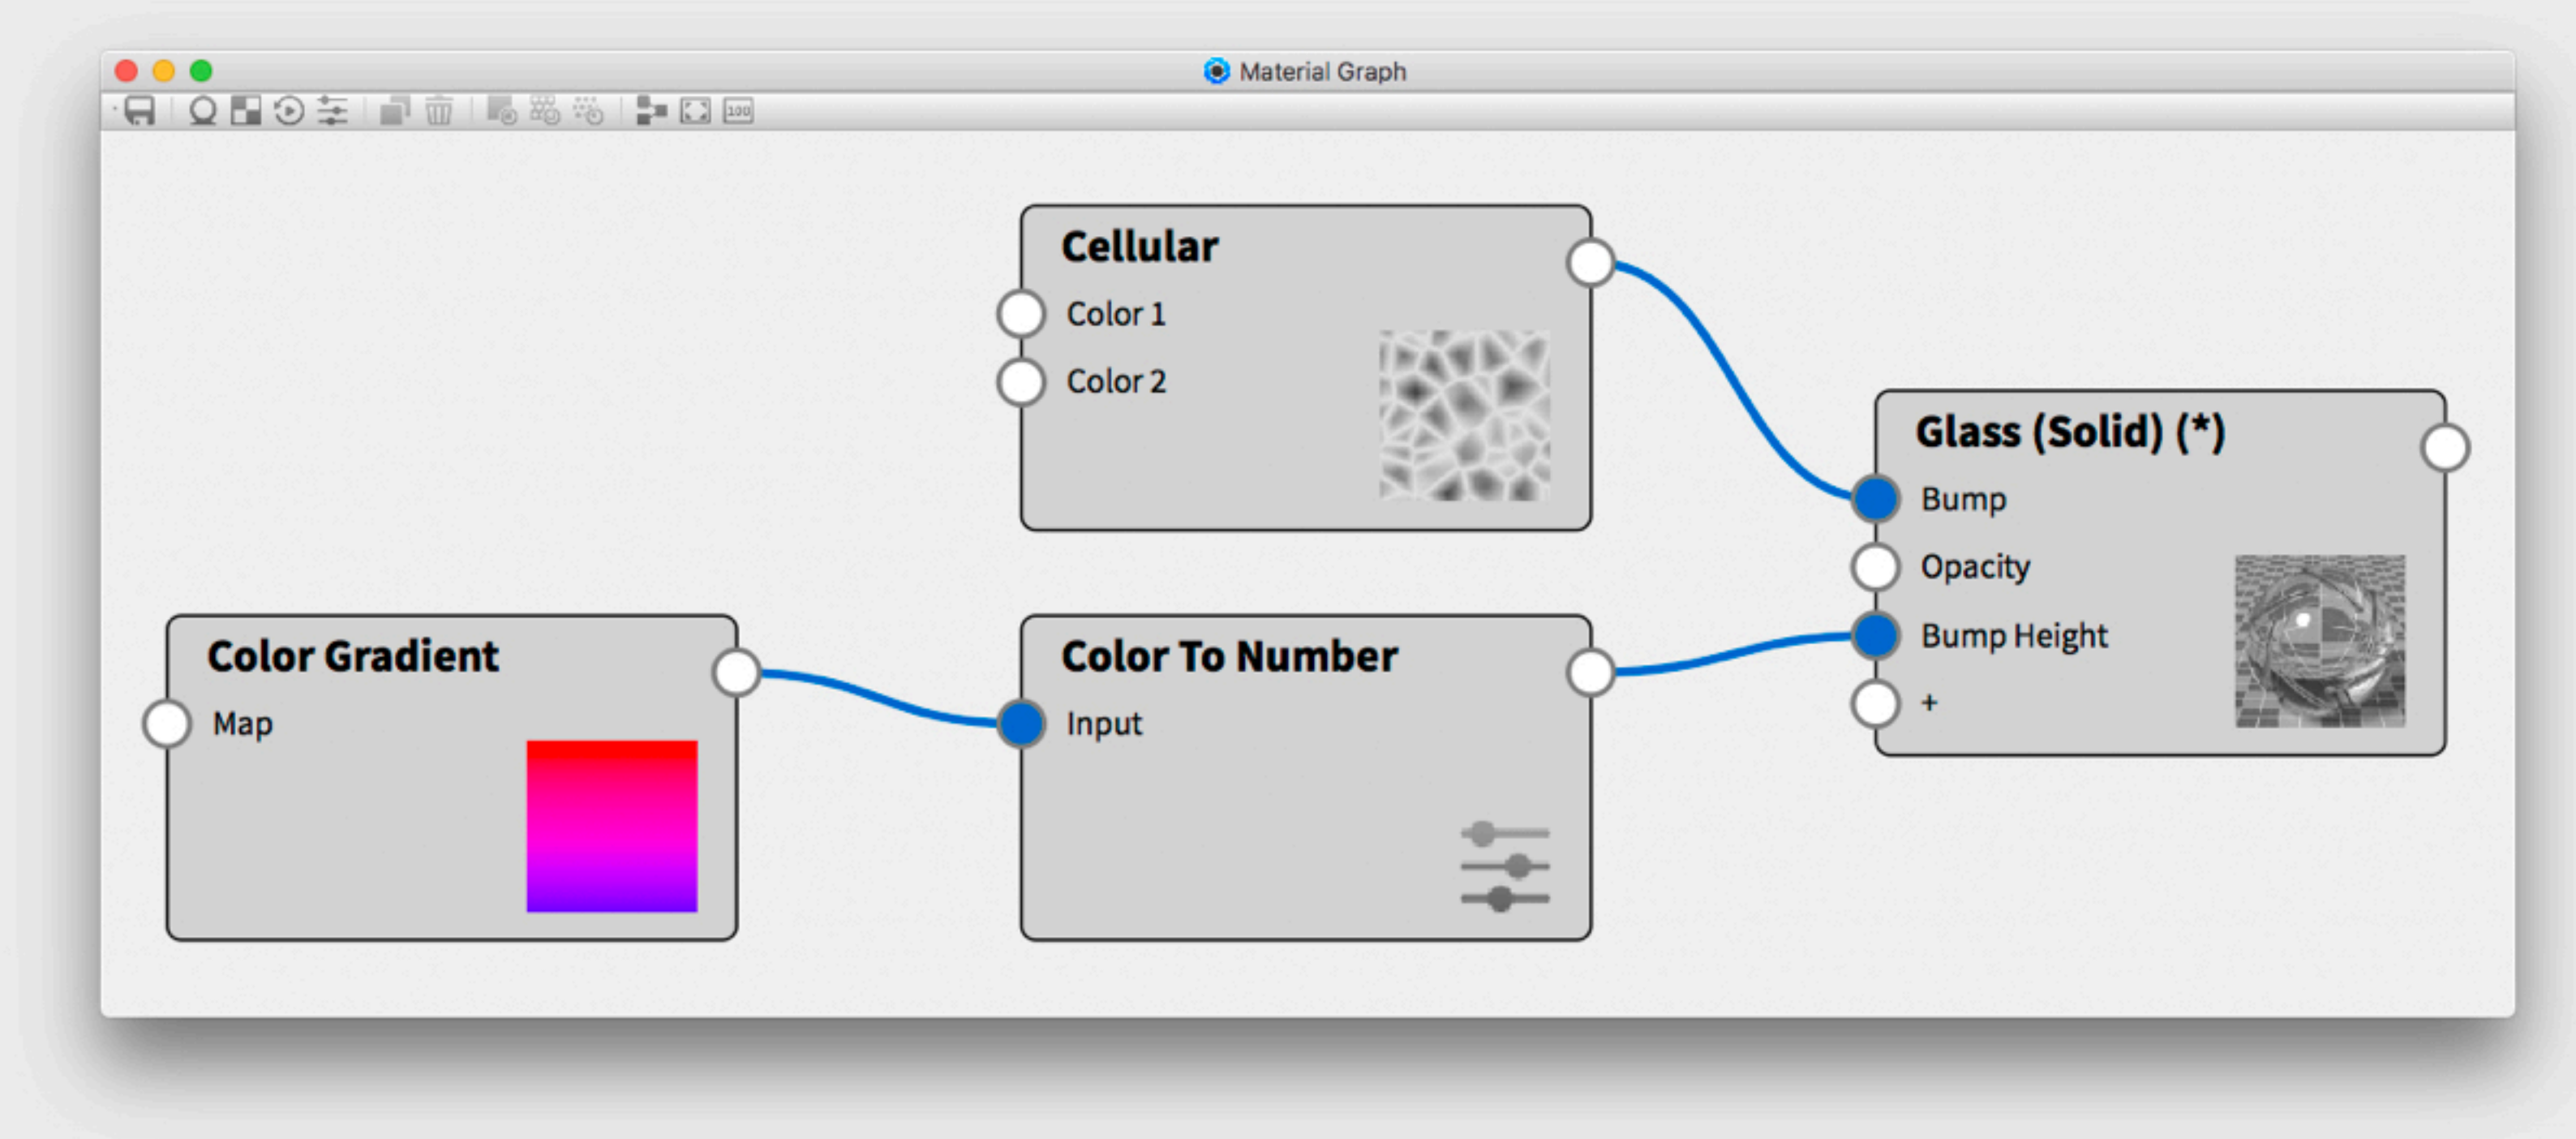 Material Graph
100
Cellular
Color 1
Color 2
Glass (Solid) (*)
Bump
Opacity
Bump Height
+
Color Gradient
Map
Color To Number
Input